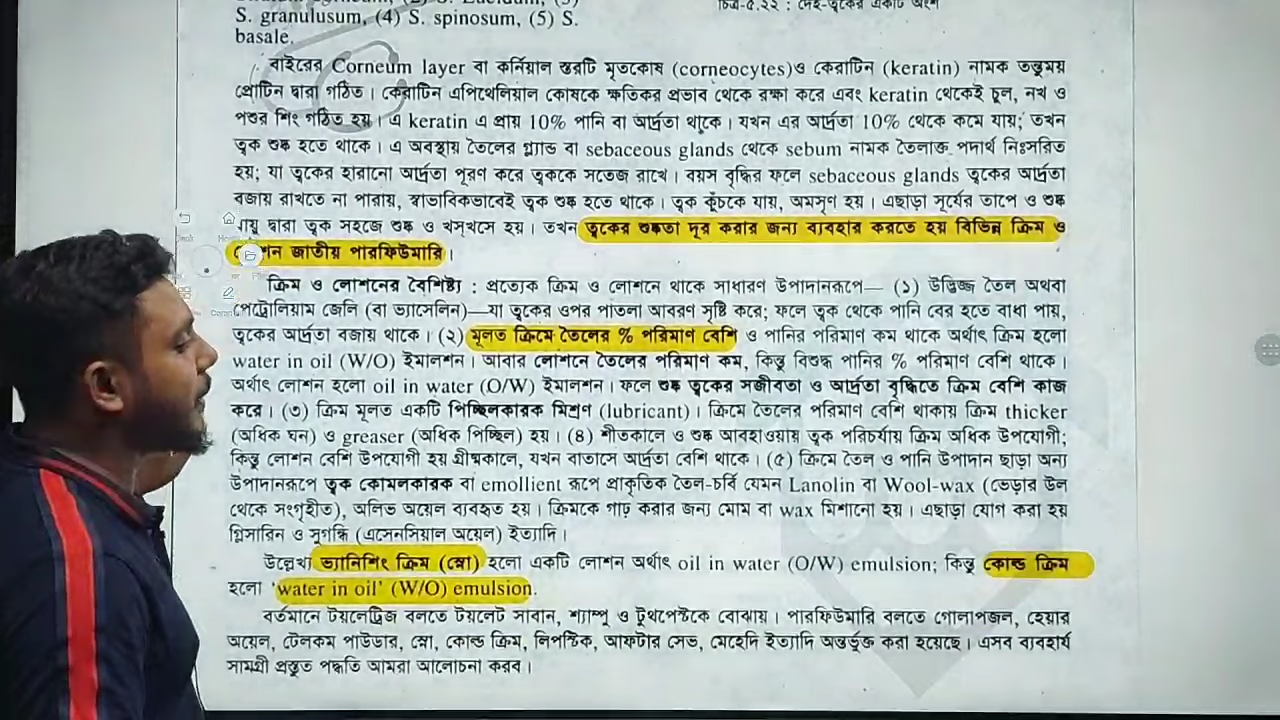 S. granulusum, (4) S. spinosum, (5) S.
চিত্র-৫.২২ : দেহ-ত্বকের একটি অংশ
basale.
বাইরের Corneum layer বা কর্নিয়াল স্তরটি মৃতকোষ (corneocytes)ও কেরাটিন (keratin) নামক তন্তুময়
প্রোটিন দ্বারা গঠিত। কেরাটিন এপিথেলিয়াল কোষকে ক্ষতিকর প্রভাব থেকে রক্ষা করে এবং keratin থেকেই চুল, নখ ও
পশুর শিং গঠিত হয়। এ keratin এ প্রায় 10% পানি বা আর্দ্রতা থাকে। যখন এর আর্দ্রতা 10% থেকে কমে যায়; তখন
ত্বক শুষ্ক হতে থাকে। এ অবস্থায় তৈলের গ্ল্যান্ড বা sebaceous glands থেকে sebum নামক তৈলাক্ত পদার্থ নিঃসরিত
হয়; যা ত্বকের হারানো আর্দ্রতা পূরণ করে ত্বককে সতেজ রাখে। বয়স বৃদ্ধির ফলে sebaceous glands ত্বকের আর্দ্রতা
বজায় রাখতে না পারায়, স্বাভাবিকভাবেই ত্বক শুষ্ক হতে থাকে। ত্বক কুঁচকে যায়, অমসৃণ হয়। এছাড়া সূর্যের তাপে ও শুষ্ক
দ্বারা ত্বক সহজে শুষ্ক ও খস্‌খসে হয়। তখন ত্বকের শুষ্কতা দূর করার জন্য ব্যবহার করতে হয় বিভিন্ন ক্রিম ও
জাতীয় পারফিউমারি।
ক্রিম ও লোশনের বৈশিষ্ট্য : প্রত্যেক ক্রিম ও লোশনে থাকে সাধারণ উপাদানরূপে— (১) উদ্ভিজ্জ তৈল অথবা
পেট্রোলিয়াম জেলি (বা ভ্যাসেলিন)—যা ত্বকের ওপর পাতলা আবরণ সৃষ্টি করে; ফলে ত্বক থেকে পানি বের হতে বাধা পায়,
ত্বকের আর্দ্রতা বজায় থাকে। (২) মূলত ক্রিমে তৈলের % পরিমাণ বেশি ও পানির পরিমাণ কম থাকে অর্থাৎ ক্রিম হলো
water in oil (W/O) ইমালশন। আবার লোশনে তৈলের পরিমাণ কম, কিন্তু বিশুদ্ধ পানির % পরিমাণ বেশি থাকে।
অর্থাৎ লোশন হলো oil in water (O/W) ইমালশন। ফলে শুষ্ক ত্বকের সজীবতা ও আর্দ্রতা বৃদ্ধিতে ক্রিম বেশি কাজ
করে। (৩) ক্রিম মূলত একটি পিচ্ছিলকারক মিশ্রণ (lubricant)। ক্রিমে তৈলের পরিমাণ বেশি থাকায় ক্রিম thicker
(অধিক ঘন) ও greaser (অধিক পিচ্ছিল) হয়। (৪) শীতকালে ও শুষ্ক আবহাওয়ায় ত্বক পরিচর্যায় ক্রিম অধিক উপযোগী;
কিন্তু লোশন বেশি উপযোগী হয় গ্রীষ্মকালে, যখন বাতাসে আর্দ্রতা বেশি থাকে। (৫) ক্রিমে তৈল ও পানি উপাদান ছাড়া অন্য
উপাদানরূপে ত্বক কোমলকারক বা emollient রূপে প্রাকৃতিক তৈল-চর্বি যেমন Lanolin বা Wool-wax (ভেড়ার উল
থেকে সংগৃহীত), অলিভ অয়েল ব্যবহৃত হয়। ক্রিমকে গাঢ় করার জন্য মোম বা wax মিশানো হয়। এছাড়া যোগ করা হয়
গ্লিসারিন ও সুগন্ধি (এসেনসিয়াল অয়েল) ইত্যাদি।
উল্লেখ্য ভ্যানিশিং ক্রিম (স্নো) হলো একটি লোশন অর্থাৎ oil in water (O/W) emulsion; কিন্তু কোল্ড ক্রিম
হলো 'water in oil' (W/O) emulsion.
বর্তমানে টয়লেট্রিজ বলতে টয়লেট সাবান, শ্যাম্পু ও টুথপেস্টকে বোঝায়। পারফিউমারি বলতে গোলাপজল, হেয়ার
অয়েল, টেলকম পাউডার, স্নো, কোল্ড ক্রিম, লিপস্টিক, আফটার সেভ, মেহেদি ইত্যাদি অন্তর্ভুক্ত করা হয়েছে। এসব ব্যবহার্য
সামগ্রী প্রস্তুত পদ্ধতি আমরা আলোচনা করব।